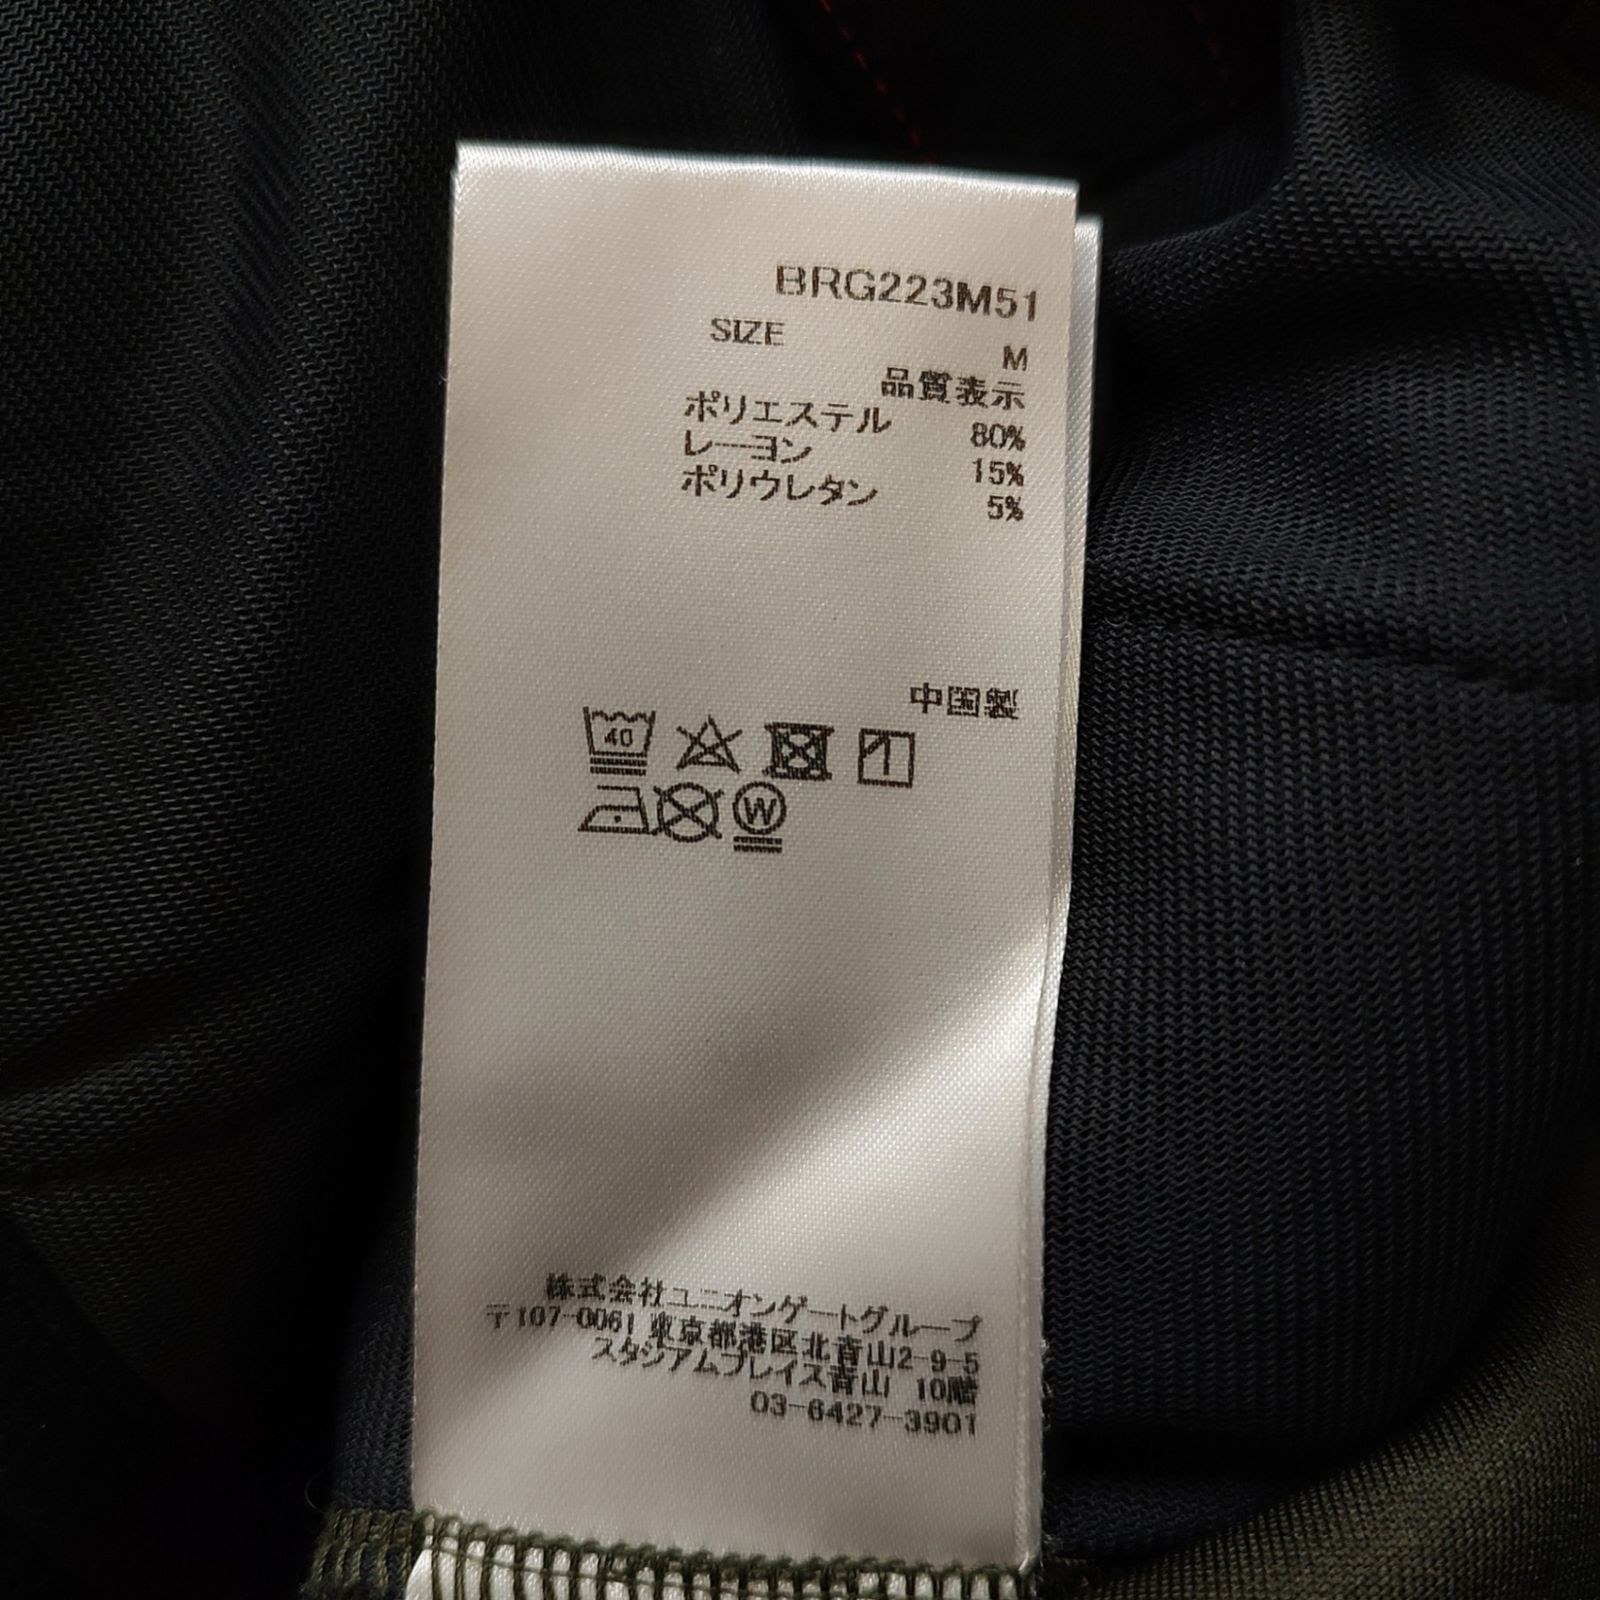 BRG223M51
SIZE M
品質表示
ポリエステル 80%
レーヨン 15%
ポリウレタン 5%
中国製
40
W
株式会社ユニオンゲートグループ
〒107-0061 東京都港区北青山2-9-5
スタジアムプレイス青山 10階
03-6427-3901